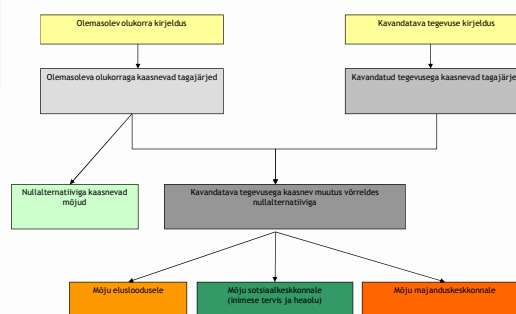 Olemasolev olukorra kirjeldus
Kavandatava tegevuse kirjeldus
Olemasoleva olukorraga kaasnevad tagajärjed
Kavandatud tegevusega kaasnevad tagajärje
Nullalternatiiviga kaasnevad
mõjud
Kavandatava tegevusega kaasnev muutus võrreldes
nullalternatiiviga
Mõju elusloodusele
Mõju sotsiaalkeskkonnale
(inimese tervis ja heaolu)
Mõju majanduskeskkonnale